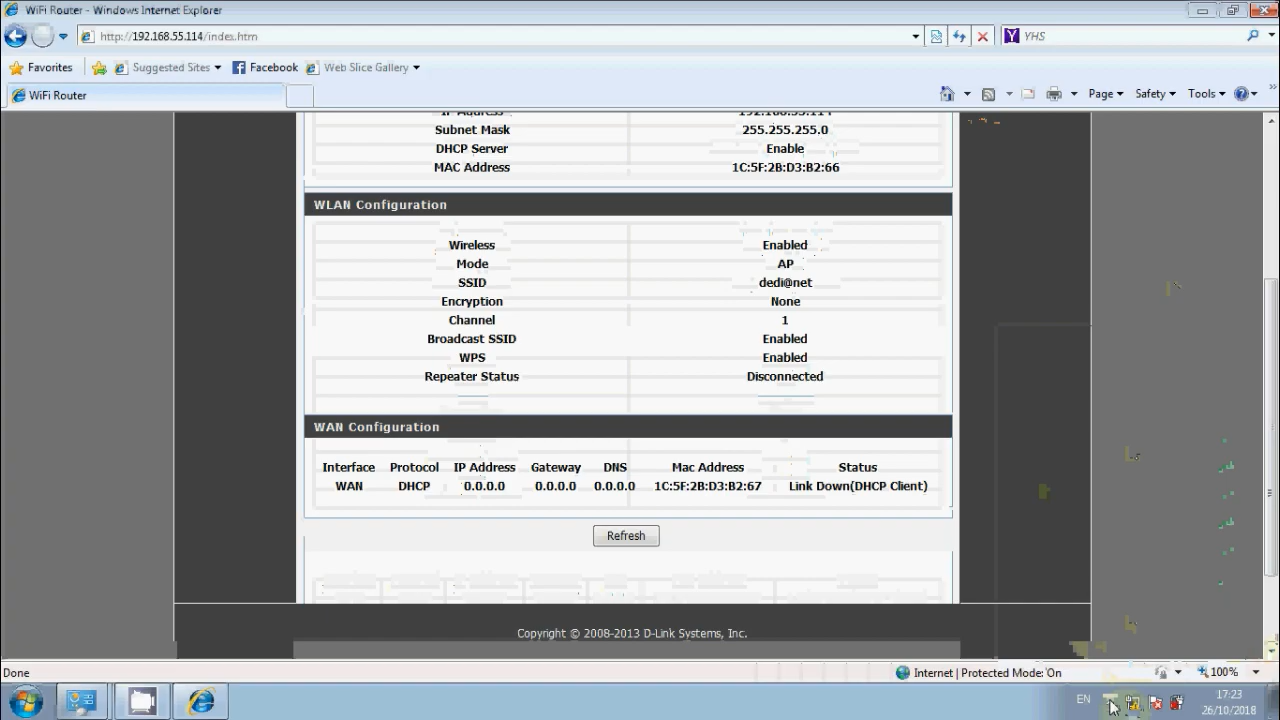 WiFi Router - Windows Internet Explorer
http://192.168.55.114/index.htm
YHS
Favorites Suggested Sites Facebook Web Slice Gallery
WiFi Router Page Safety Tools
IP Address 192.168.55.114
Subnet Mask 255.255.255.0
DHCP Server Enable
MAC Address 1C:5F:2B:D3:B2:66
WLAN Configuration
Wireless Enabled
Mode AP
SSID dedi@net
Encryption None
Channel 1
Broadcast SSID Enabled
WPS Enabled
Repeater Status Disconnected
WAN Configuration
Interface Protocol IP Address Gateway DNS Mac Address Status
WAN DHCP 0.0.0.0 0.0.0.0 0.0.0.0 1C:5F:2B:D3:B2:67 Link Down(DHCP Client)
Refresh
Copyright © 2008-2013 D-Link Systems, Inc.
Done Internet | Protected Mode: On 100%
EN 17:23
26/10/2018